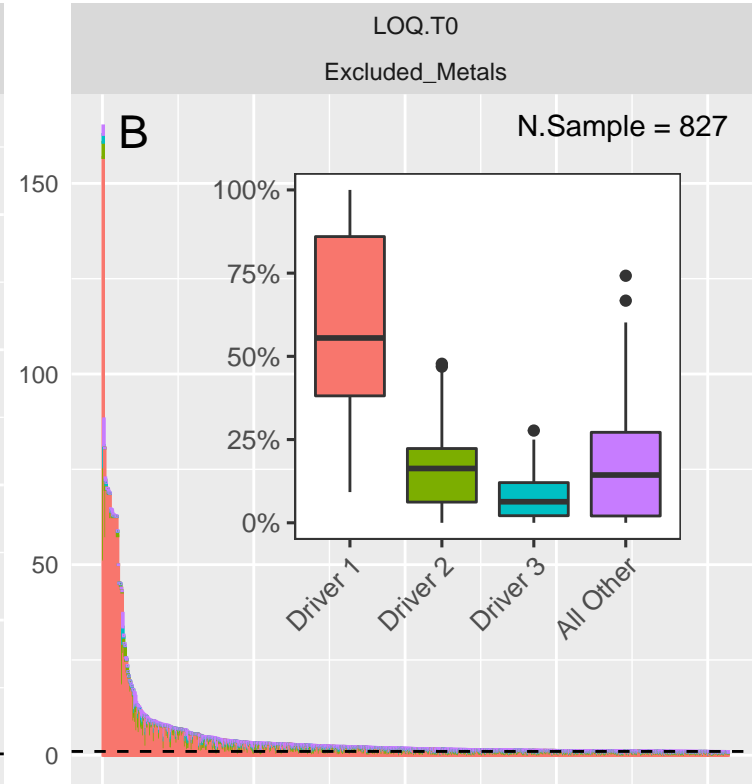 LOQ.T0
Excluded_Metals
B
N.Sample = 827
150
100
50
0
100%
75%
50%
25%
0%
Driver 1
Driver 2
Driver 3
All Other